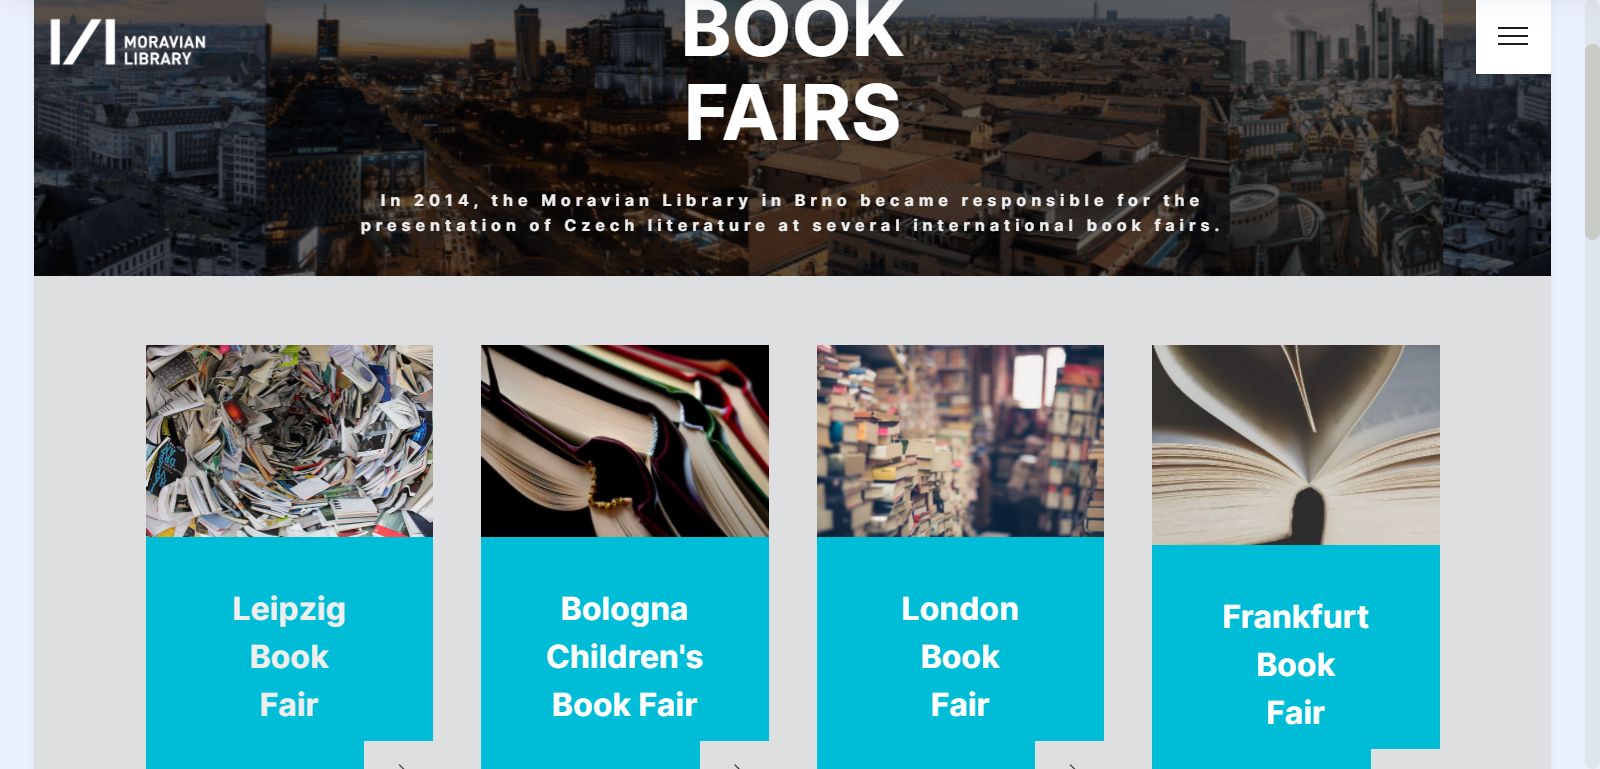 MORAVIAN
LIBRARY
BOOK
FAIRS
In 2014, the Moravian Library in Brno became responsible for the
presentation of Czech literature at several international book fairs.
Leipzig
Book
Fair
Bologna
Children's
Book Fair
London
Book
Fair
Frankfurt
Book
Fair